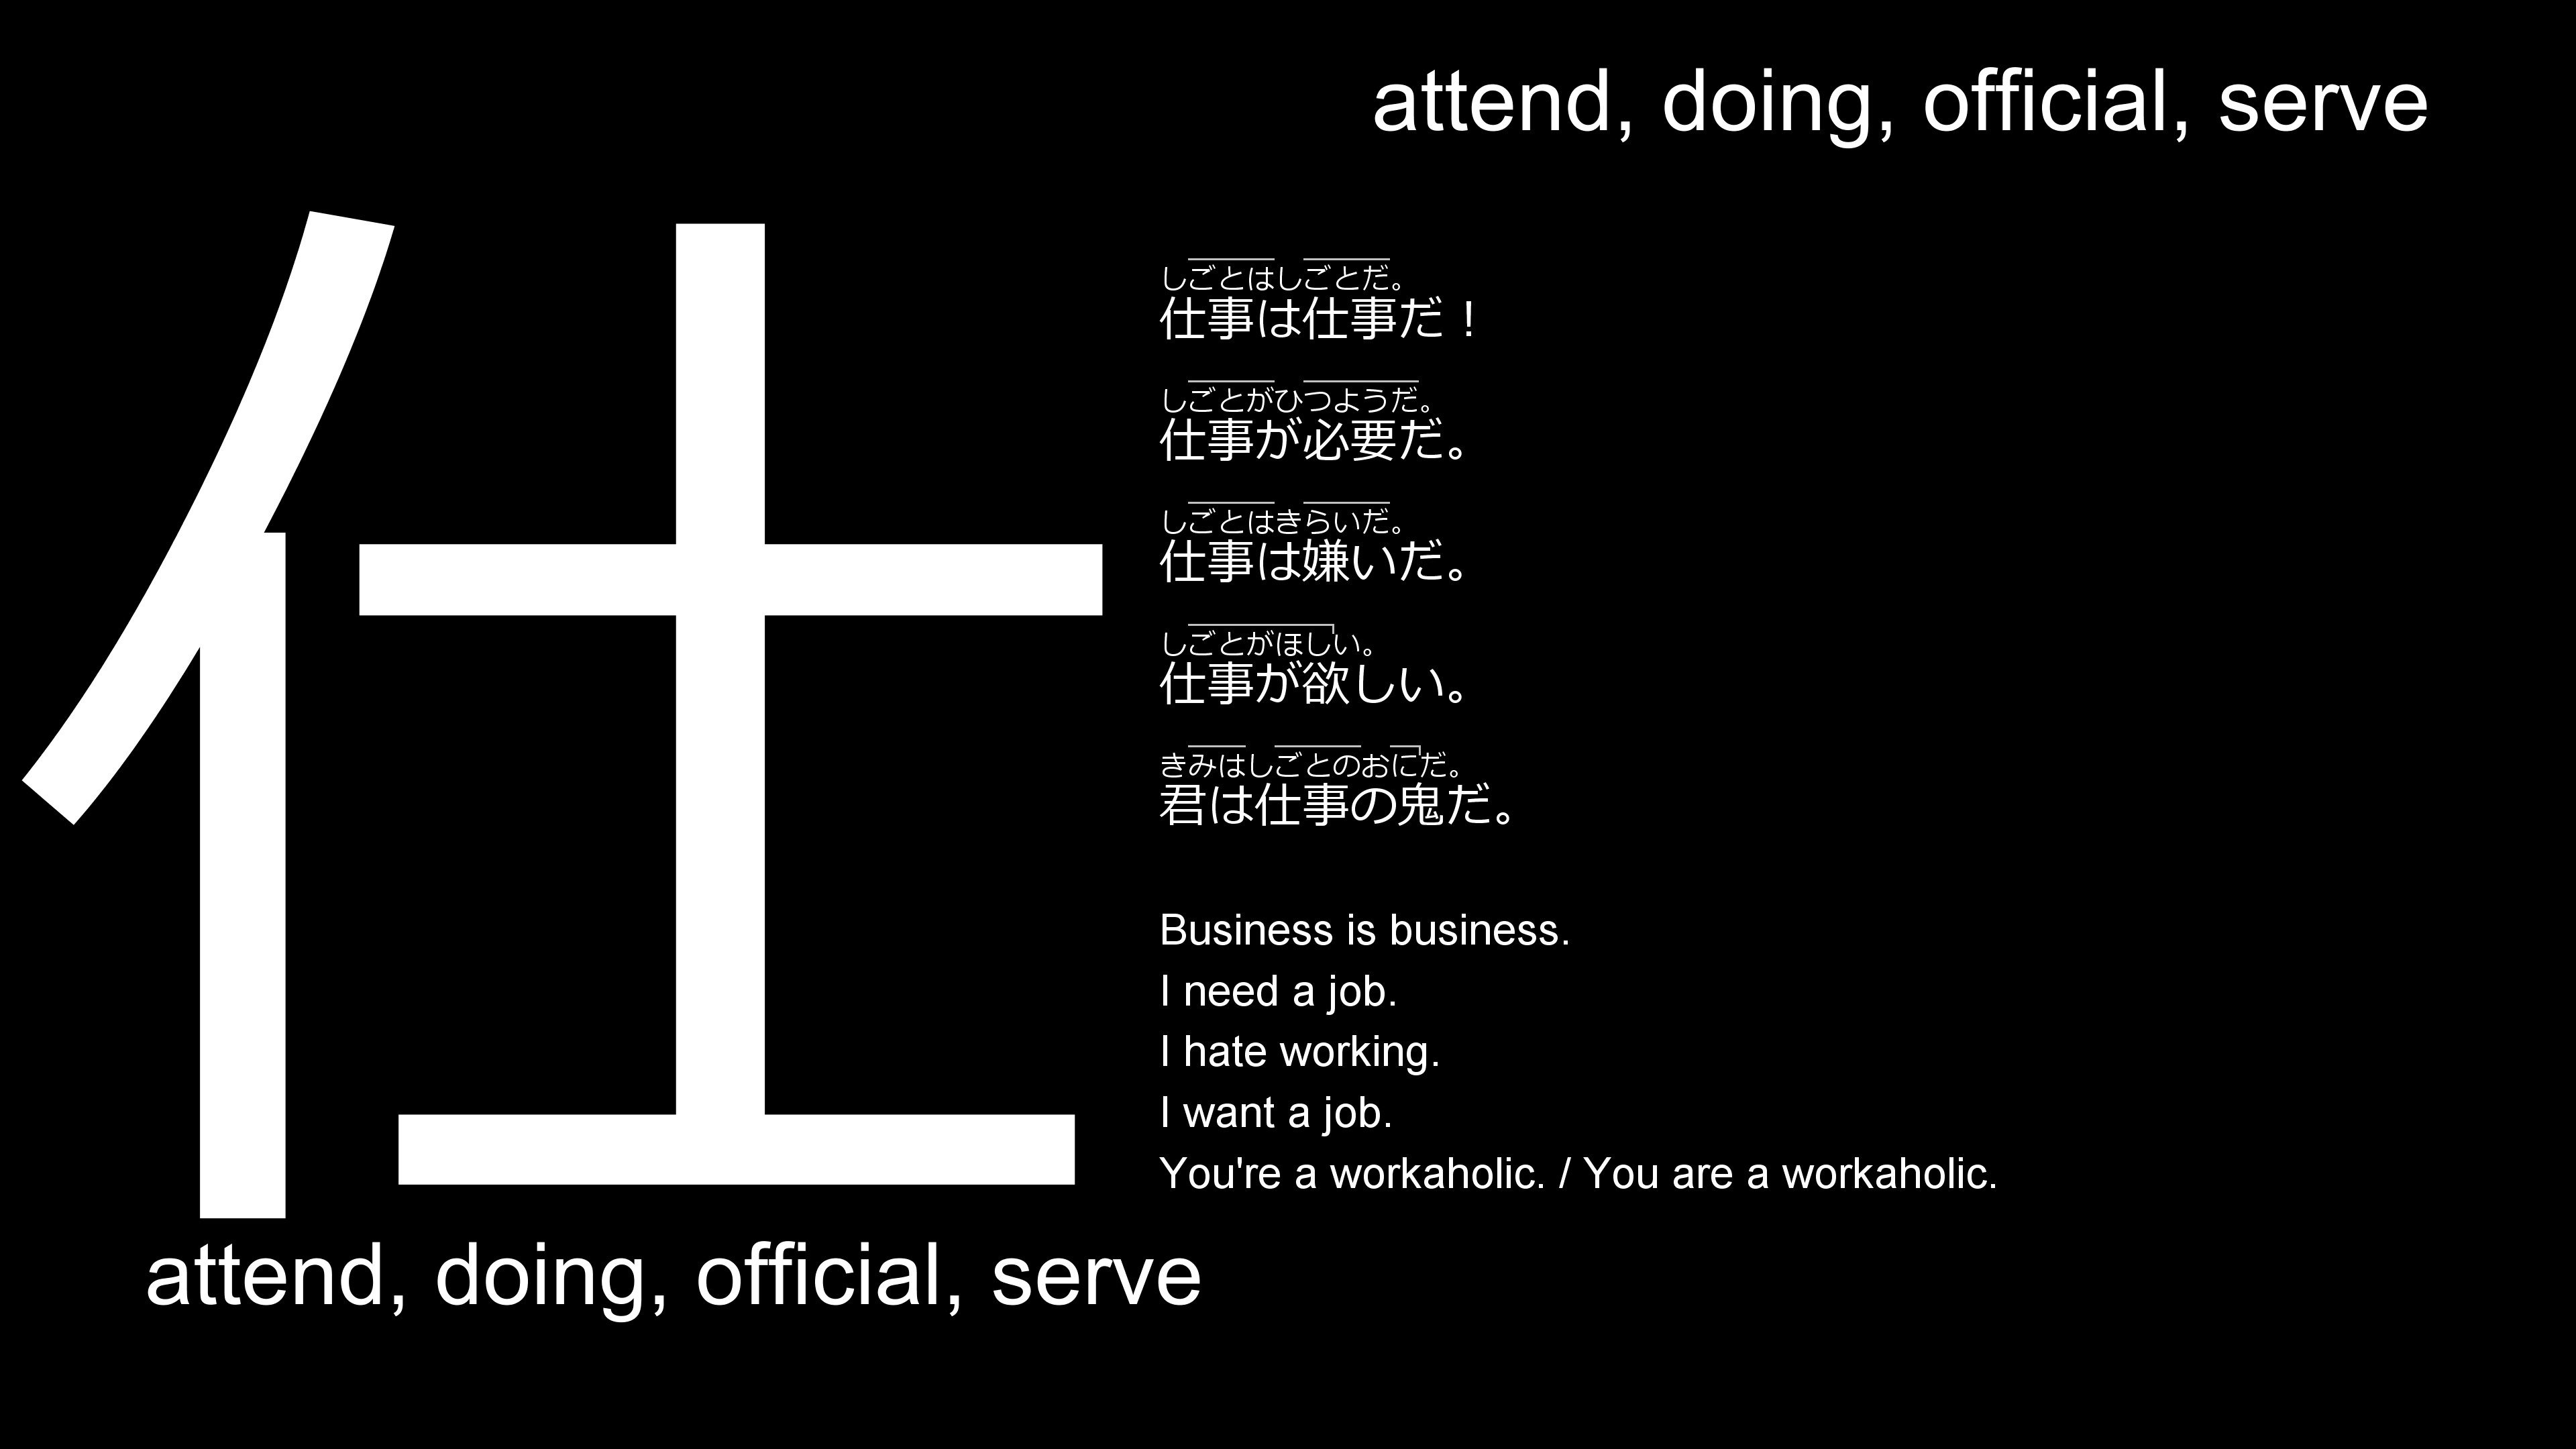 attend, doing, official, serve
仕
しごとはしごとだ。
仕事は仕事だ！
しごとがひつようだ。
仕事が必要だ。
しごとはきらいだ。
仕事は嫌いだ。
しごとがほしい。
仕事が欲しい。
きみはしごとのおにだ。
君は仕事の鬼だ。
Business is business.
I need a job.
I hate working.
I want a job.
You're a workaholic. / You are a workaholic.
attend, doing, official, serve